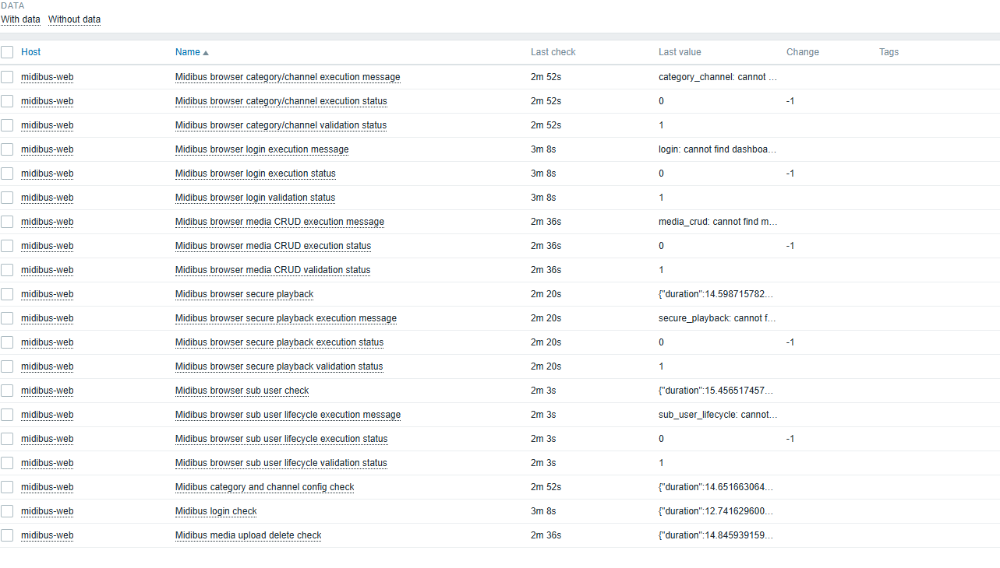 DATA
With data Without data
Host Name Last check Last value Change Tags
midibus-web Midibus browser category/channel execution message 2m 52s category_channel: cannot …
midibus-web Midibus browser category/channel execution status 2m 52s 0 -1
midibus-web Midibus browser category/channel validation status 2m 52s 1
midibus-web Midibus browser login execution message 3m 8s login: cannot find dashboa…
midibus-web Midibus browser login execution status 3m 8s 0 -1
midibus-web Midibus browser login validation status 3m 8s 1
midibus-web Midibus browser media CRUD execution message 2m 36s media_crud: cannot find m…
midibus-web Midibus browser media CRUD execution status 2m 36s 0 -1
midibus-web Midibus browser media CRUD validation status 2m 36s 1
midibus-web Midibus browser secure playback 2m 20s {"duration":14.598715782…
midibus-web Midibus browser secure playback execution message 2m 20s secure_playback: cannot f…
midibus-web Midibus browser secure playback execution status 2m 20s 0 -1
midibus-web Midibus browser secure playback validation status 2m 20s 1
midibus-web Midibus browser sub user check 2m 3s {"duration":15.456517457…
midibus-web Midibus browser sub user lifecycle execution message 2m 3s sub_user_lifecycle: cannot…
midibus-web Midibus browser sub user lifecycle execution status 2m 3s 0 -1
midibus-web Midibus browser sub user lifecycle validation status 2m 3s 1
midibus-web Midibus category and channel config check 2m 52s {"duration":14.651663064…
midibus-web Midibus login check 3m 8s {"duration":12.741629600…
midibus-web Midibus media upload delete check 2m 36s {"duration":14.845939159…